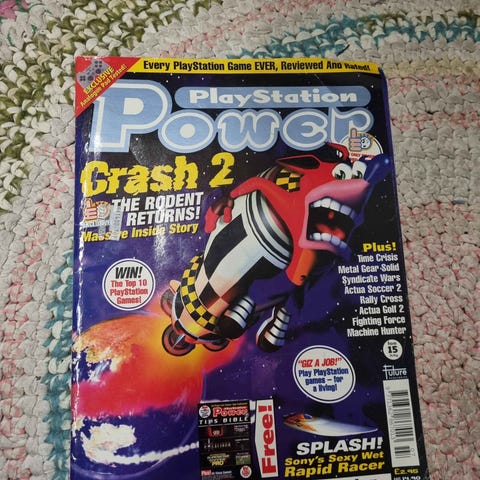 Every PlayStation Game EVER, Reviewed And Rated!
EXCLUSIVE!
Analogue Pad Tested!
PlayStation
Power
Crash 2
THE RODENT
RETURNS!
Massive Inside Story
WIN!
The Top 10
PlayStation
Games!
Plus!
Time Crisis
Metal Gear Solid
Syndicate Wars
Actua Soccer 2
Rally Cross
Actua Golf 2
Fighting Force
Machine Hunter
Issue
15
Future
"GIZ A JOB!"
Play PlayStation
games – for
a living!
Power
TIPS BIBLE
Free!
SPLASH!
Sony's Sexy Wet
Rapid Racer
£2.95